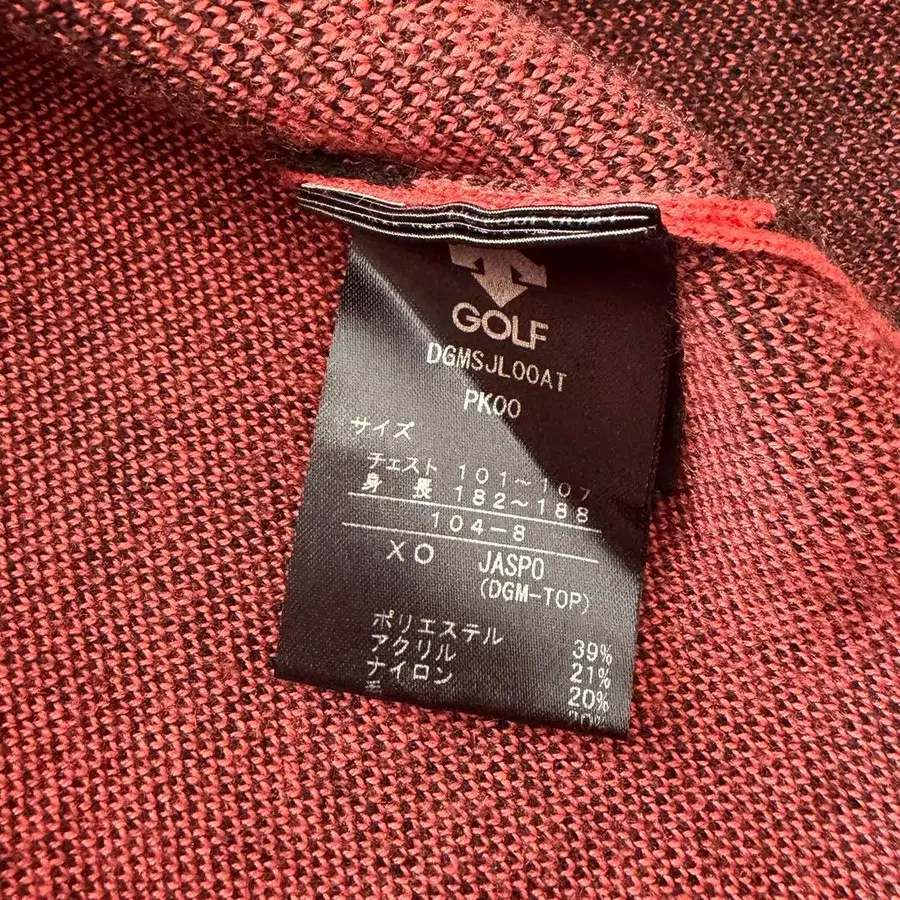 GOLF
DGMSJL00AT
PK00
サイズ
チェスト 101~107
身長 182~188
104-8
XO JASPO
(DGM-TOP)
ポリエステル 39%
アクリル 21%
ナイロン 20%